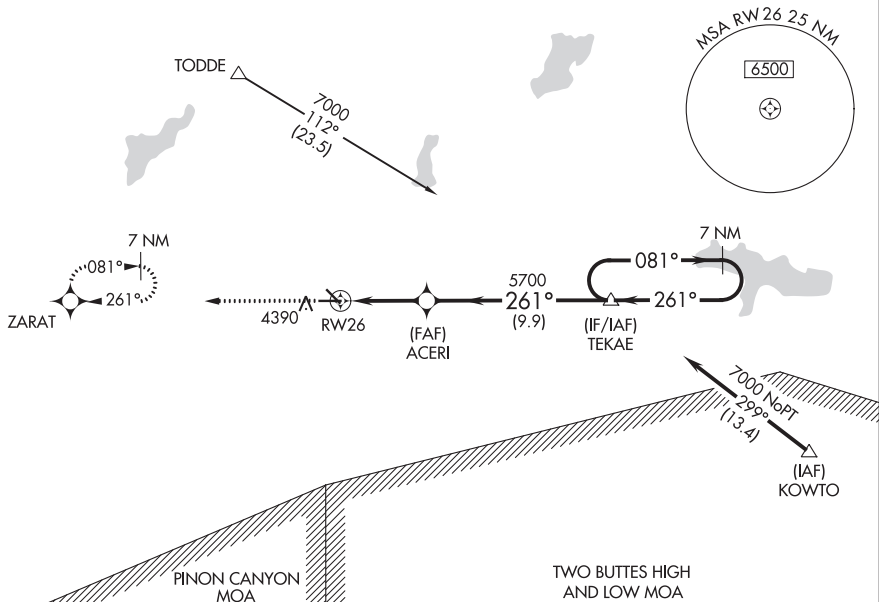 MSA RW26 25 NM
6500
TODDE
7000
112°
(23.5)
7 NM
081°
261°
ZARAT
4390
RW26
(FAF)
ACERI
5700
261°
(9.9)
(IF/IAF)
TEKAE
7 NM
081°
261°
7000 NoPT
299°
(13.4)
(IAF)
KOWTO
PINON CANYON
MOA
TWO BUTTES HIGH
AND LOW MOA